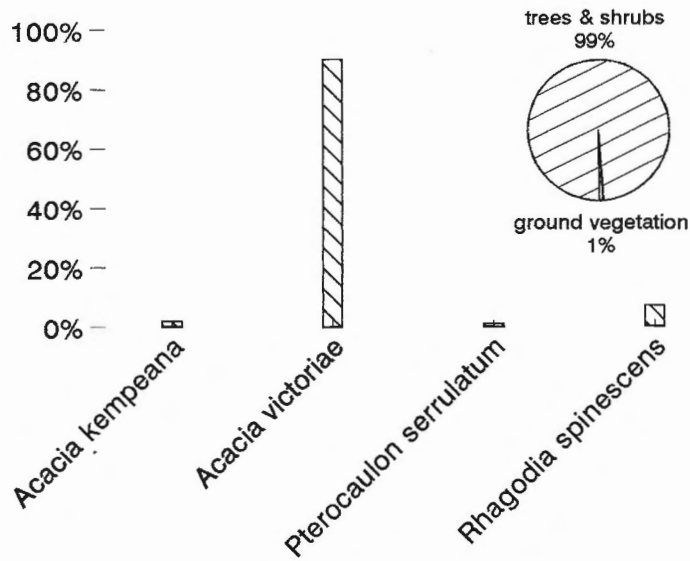 trees & shrubs
99%
ground vegetation
1%
100%
80%
60%
40%
20%
0%
Acacia kempeana
Acacia victoriae
Pterocaulon serrulatum
Rhagodia spinescens